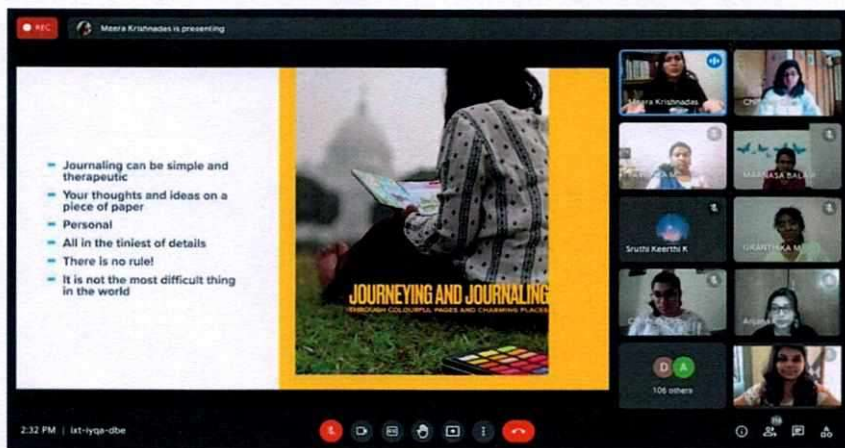 REC
Meera Krishnadas is presenting
Journaling can be simple and
therapeutic
Your thoughts and ideas on a
piece of paper
Personal
All in the tiniest of details
There is no rule!
It is not the most difficult thing
in the world
JOURNEYING AND JOURNALING
THROUGH COLOURFUL PAGES AND CHARMING PLACES
Meera Krishnadas
MAANASA BALA
Sruthi Keerthi K
GRANTHIKA M
Anjana
D A
106 others
2:32 PM | ixt-iyqa-dbe